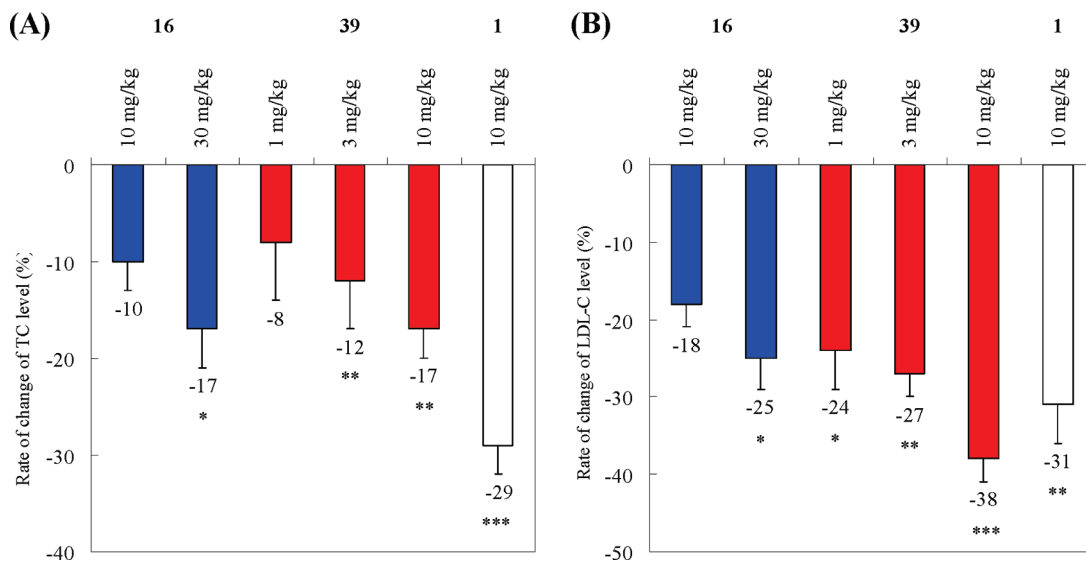 (A)
16 39 1
10 mg/kg
30 mg/kg
1 mg/kg
3 mg/kg
10 mg/kg
10 mg/kg
Rate of change of TC level (%)
0
-10
-20
-30
-40
-10
-17
*
-8
-12
**
-17
**
-29
***
(B)
16 39 1
10 mg/kg
30 mg/kg
1 mg/kg
3 mg/kg
10 mg/kg
10 mg/kg
Rate of change of LDL-C level (%)
0
-10
-20
-30
-40
-50
-18
-25
*
-24
*
-27
**
-38
***
-31
**